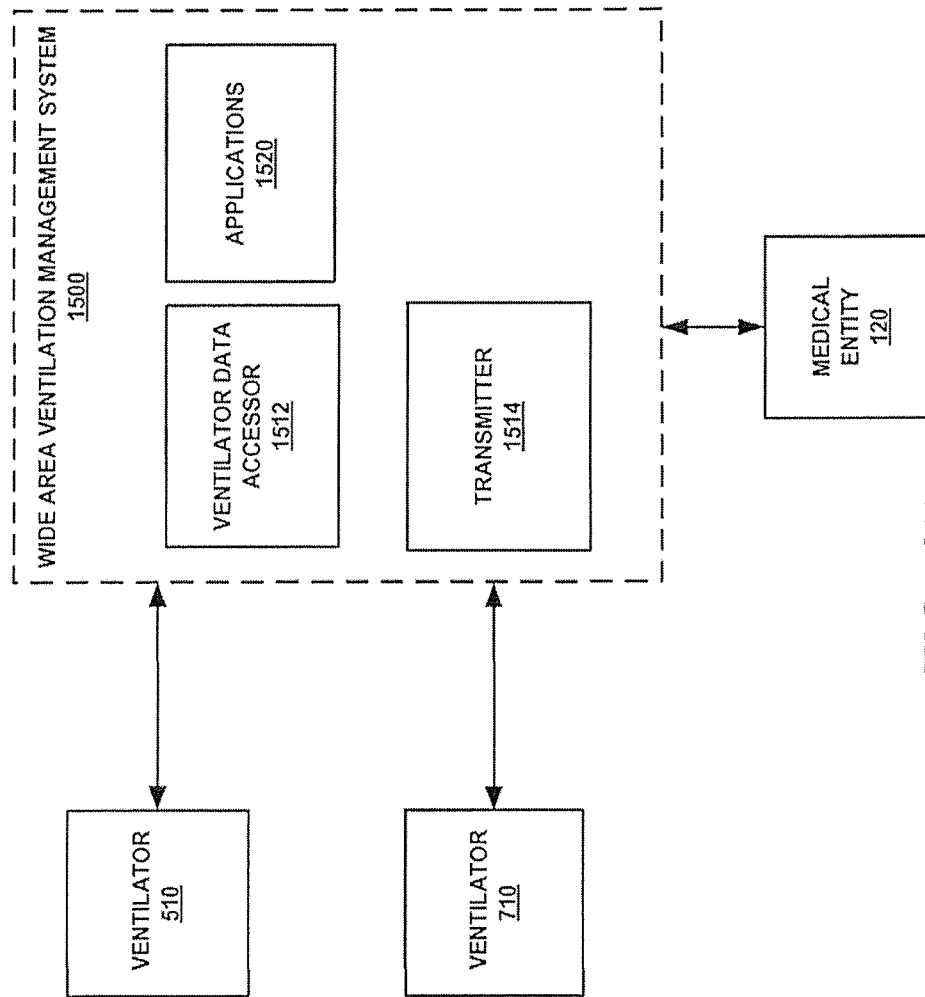 WIDE AREA VENTILATION MANAGEMENT SYSTEM
1500
VENTILATOR DATA
ACCESSOR
1512
APPLICATIONS
1520
TRANSMITTER
1514
VENTILATOR
510
VENTILATOR
710
MEDICAL
ENTITY
120